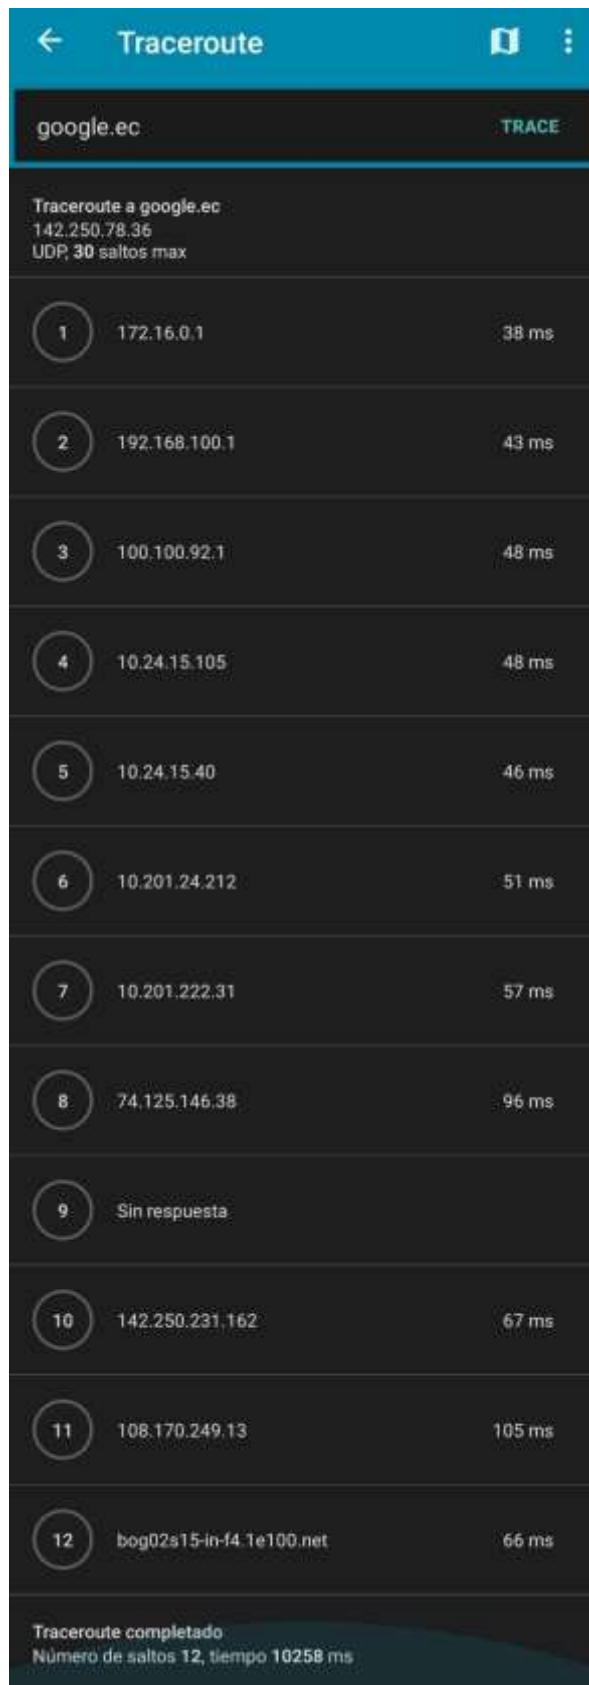 Traceroute
google.ec TRACE
Traceroute a google.ec
142.250.78.36
UDP, 30 saltos max
1 172.16.0.1 38 ms
2 192.168.100.1 43 ms
3 100.100.92.1 48 ms
4 10.24.15.105 48 ms
5 10.24.15.40 46 ms
6 10.201.24.212 51 ms
7 10.201.222.31 57 ms
8 74.125.146.38 96 ms
9 Sin respuesta
10 142.250.231.162 67 ms
11 108.170.249.13 105 ms
12 bog02s15-in-f4.1e100.net 66 ms
Traceroute completado
Número de saltos 12, tiempo 10258 ms